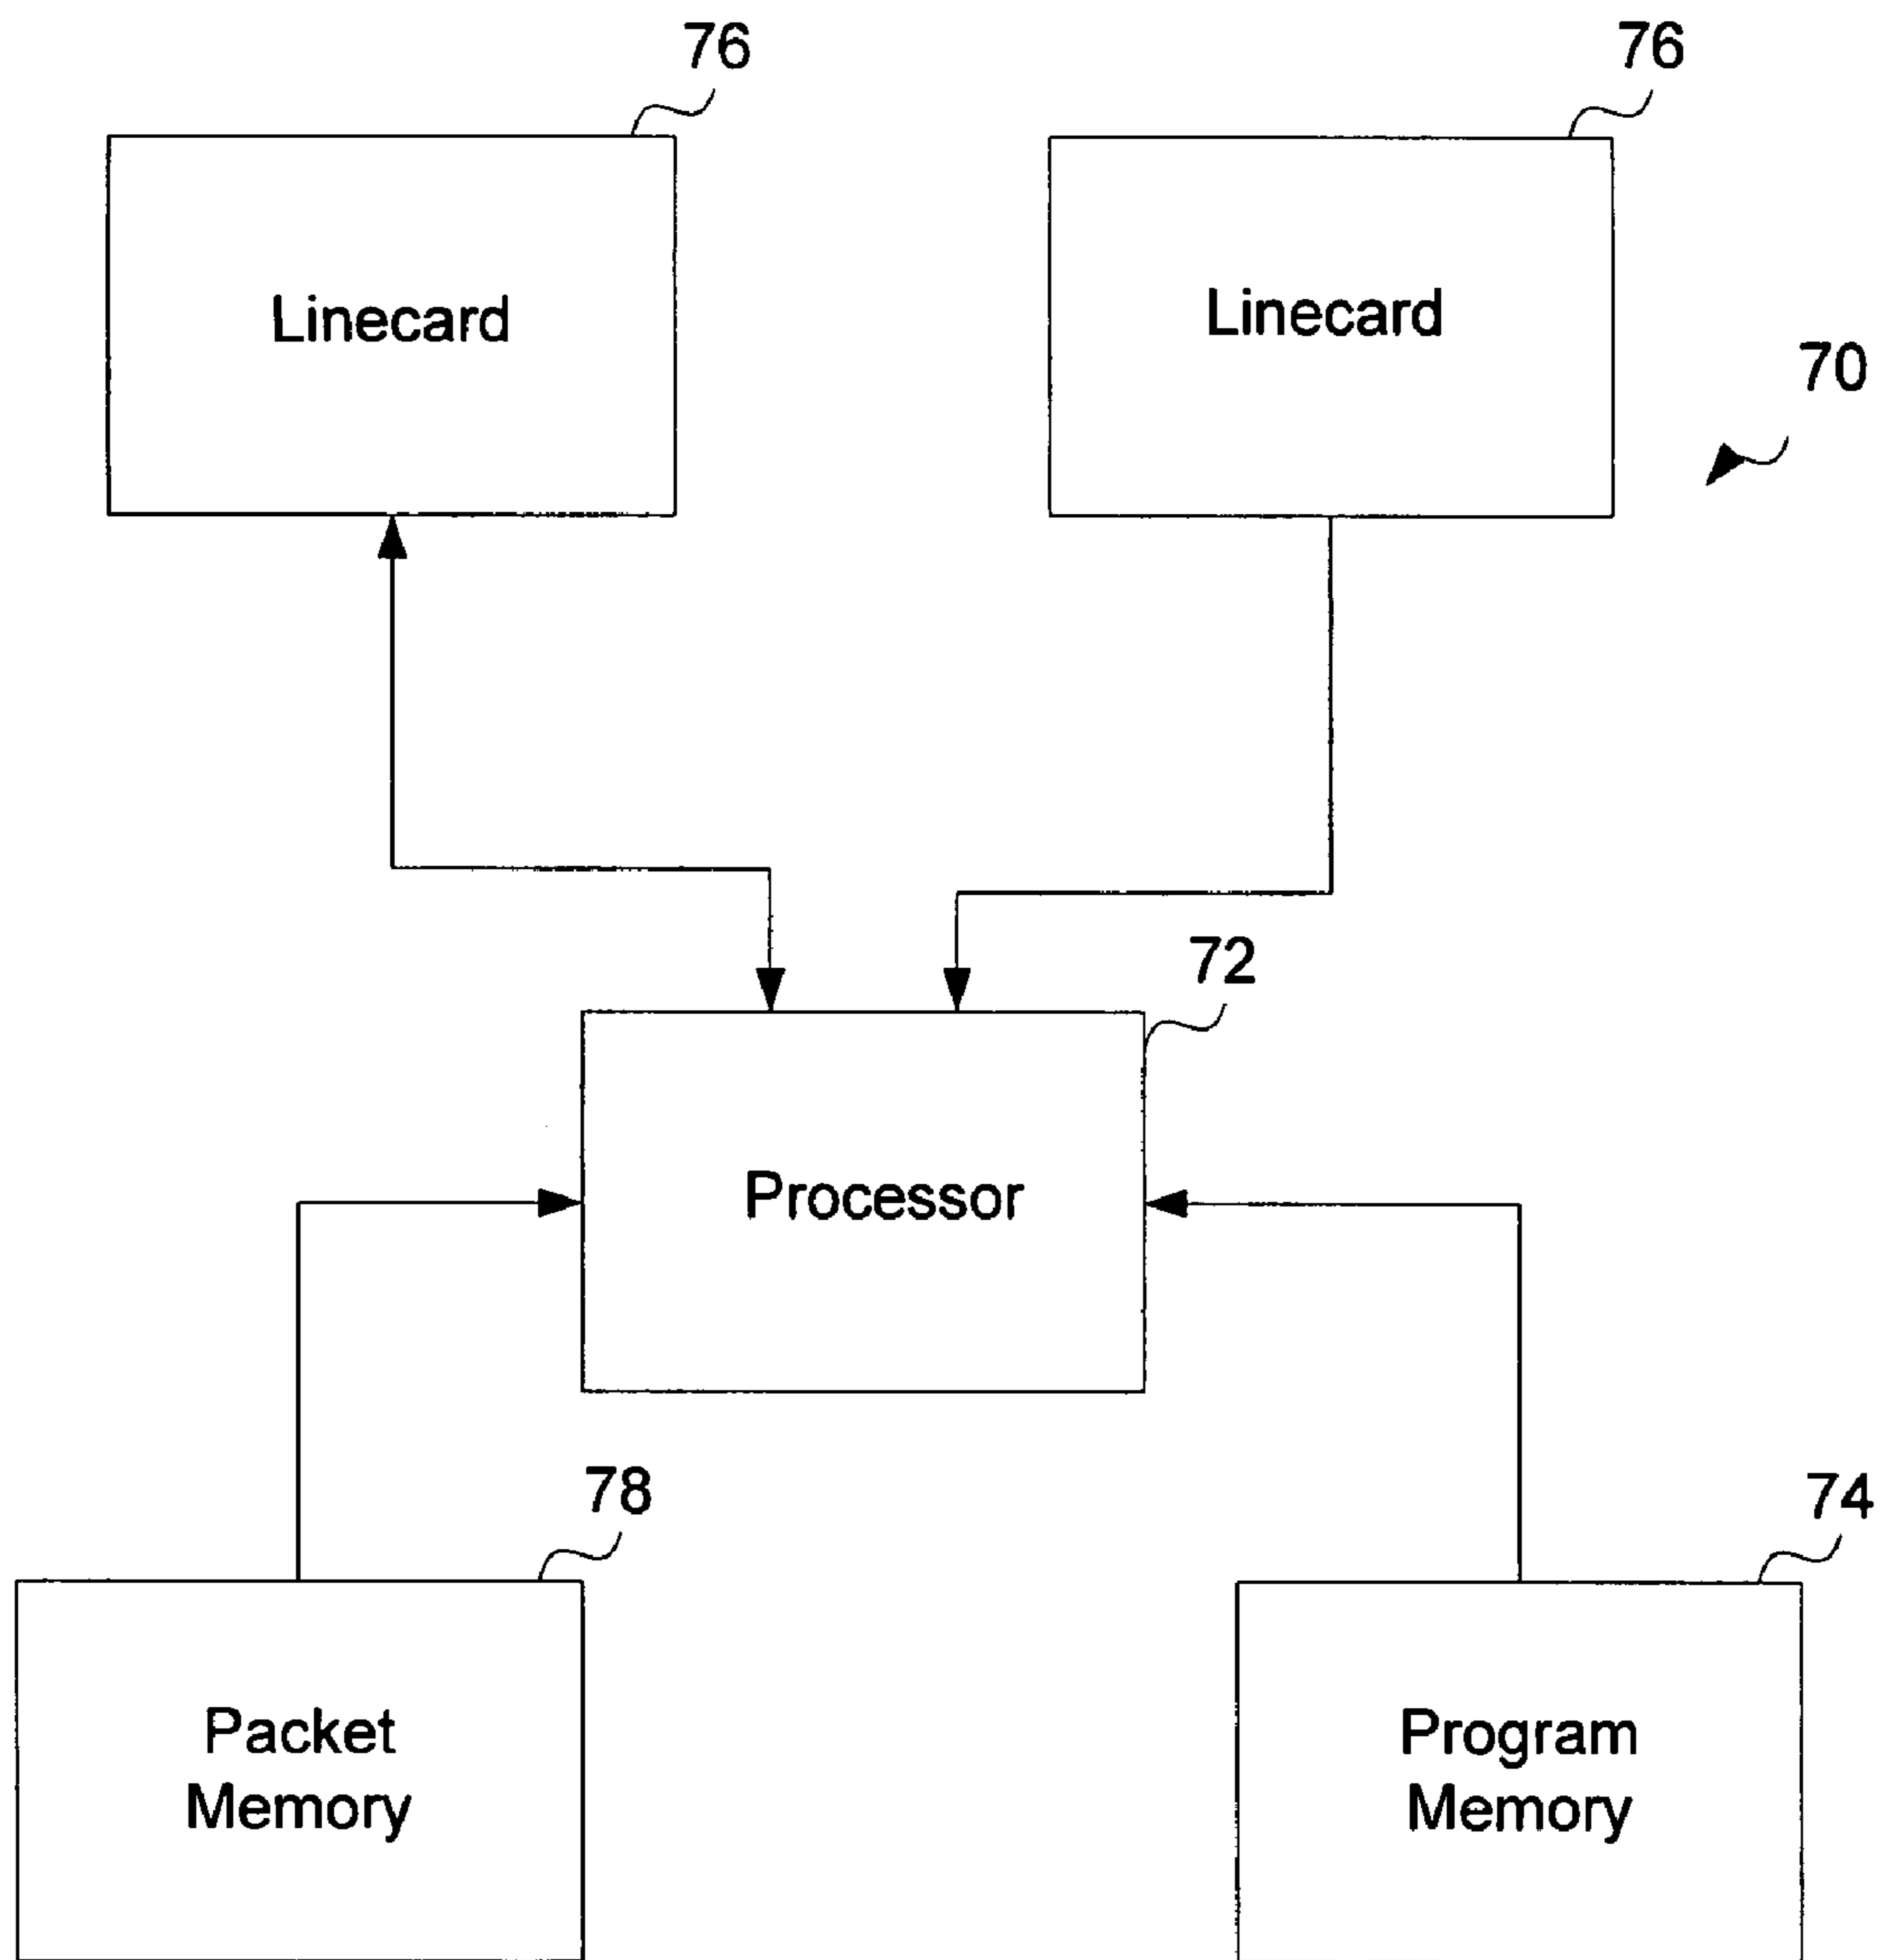 76
76
Linecard
Linecard
70
72
Processor
78
74
Packet
Memory
Program
Memory